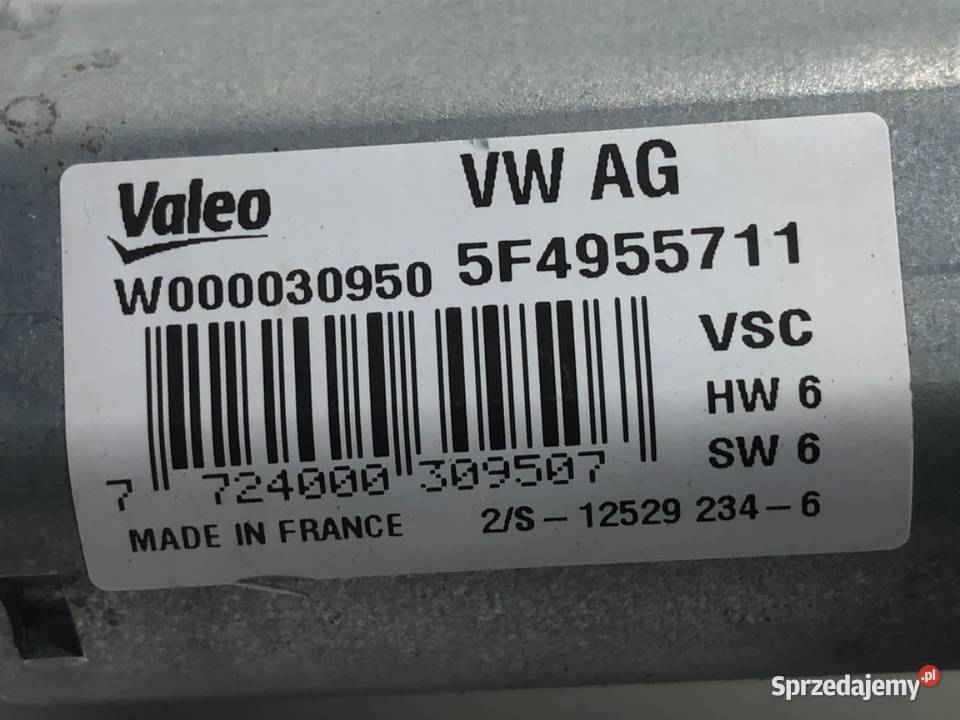 Valeo
VW AG
W000030950 5F4955711
VSC
HW 6
SW 6
7 724000 309507
MADE IN FRANCE
2/S-12529 234-6
Sprzedajemy.pl